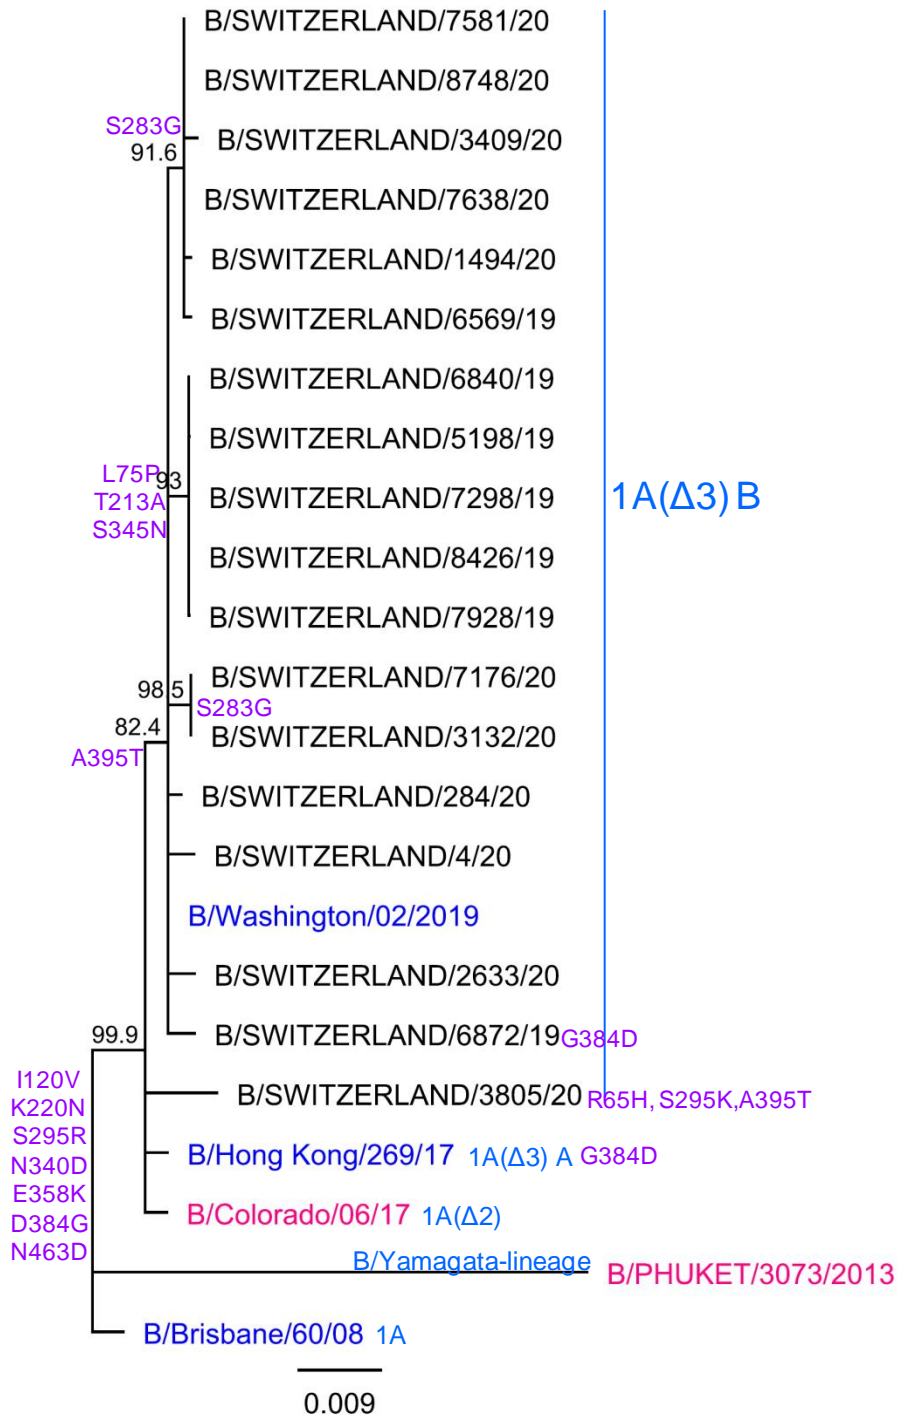 B/SWITZERLAND/7581/20
B/SWITZERLAND/8748/20
S283G
B/SWITZERLAND/3409/20
91.6
B/SWITZERLAND/7638/20
B/SWITZERLAND/1494/20
B/SWITZERLAND/6569/19
B/SWITZERLAND/6840/19
B/SWITZERLAND/5198/19
L75P
93
T213A
S345N
B/SWITZERLAND/7298/19
1A(Δ3) B
B/SWITZERLAND/8426/19
B/SWITZERLAND/7928/19
B/SWITZERLAND/7176/20
98.5
S283G
82.4
B/SWITZERLAND/3132/20
A395T
B/SWITZERLAND/284/20
B/SWITZERLAND/4/20
B/Washington/02/2019
B/SWITZERLAND/2633/20
99.9
B/SWITZERLAND/6872/19 G384D
I120V
K220N
S295R
N340D
E358K
D384G
N463D
B/SWITZERLAND/3805/20 R65H, S295K,A395T
B/Hong Kong/269/17 1A(Δ3) A G384D
B/Colorado/06/17 1A(Δ2)
B/Yamagata-lineage
B/PHUKET/3073/2013
B/Brisbane/60/08 1A
0.009